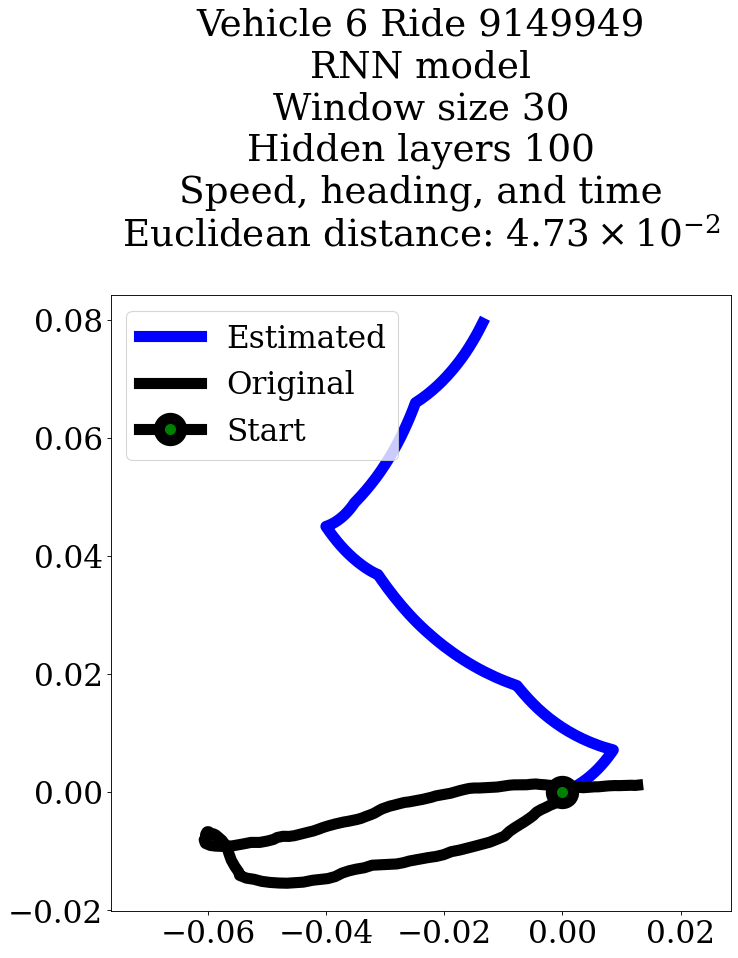 Vehicle 6 Ride 9149949
RNN model
Window size 30
Hidden layers 100
Speed, heading, and time
Euclidean distance: 4.73 × 10⁻²
Estimated
Original
Start
0.08
0.06
0.04
0.02
0.00
−0.02
−0.06 −0.04 −0.02 0.00 0.02